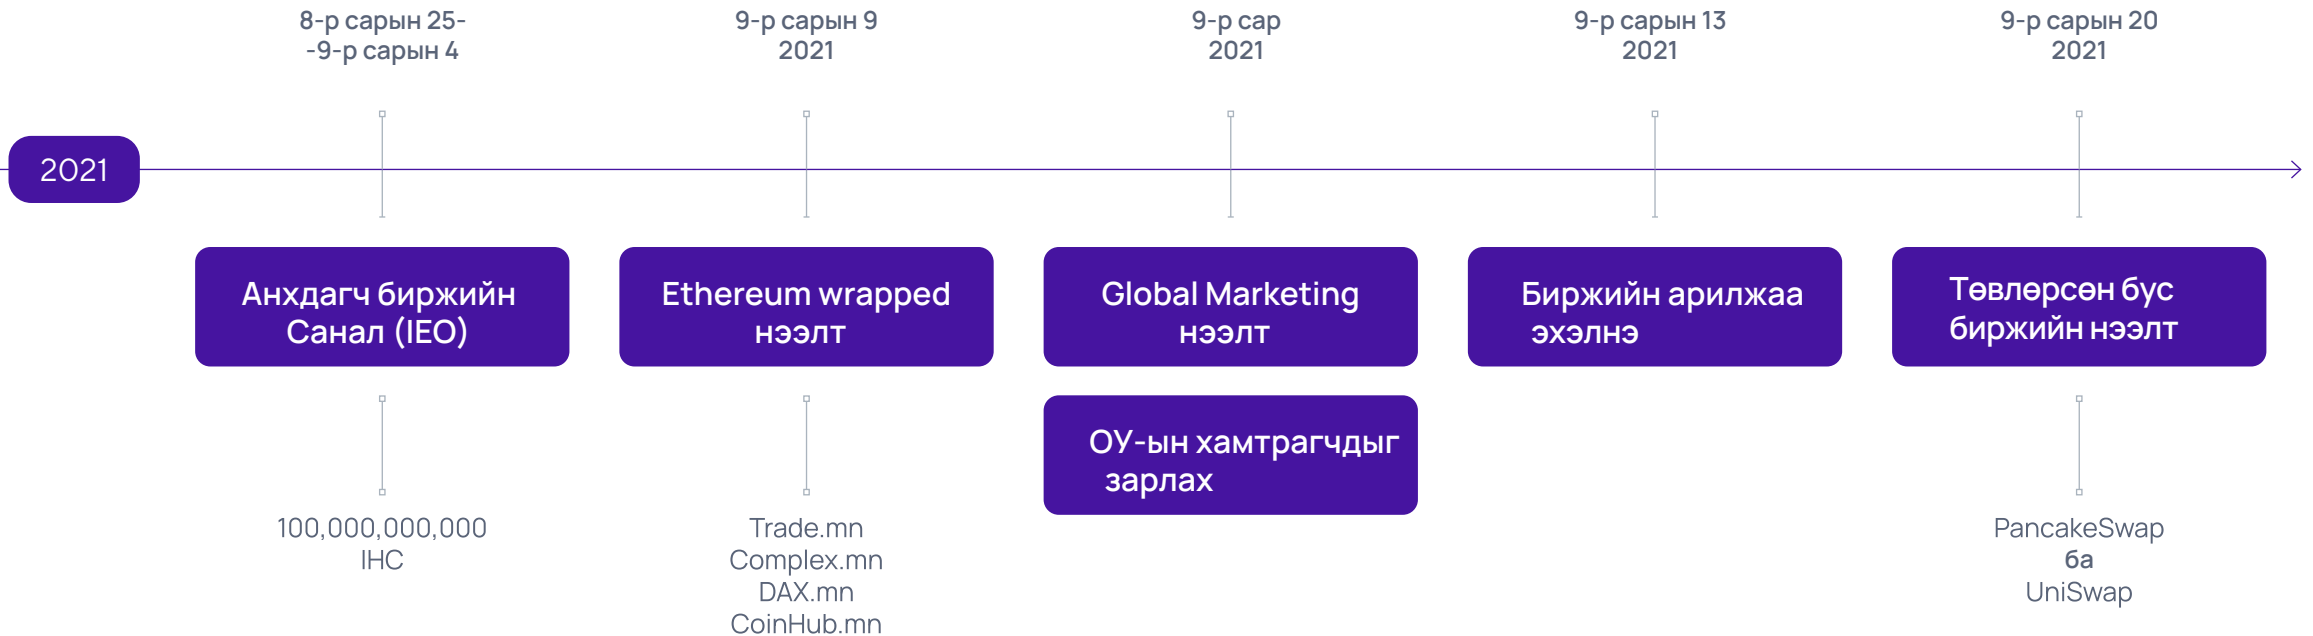 8-р сарын 25-
-9-р сарын 4
9-р сарын 9
2021
9-р сар
2021
9-р сарын 13
2021
9-р сарын 20
2021
2021
Анхдагч биржийн
Санал (IEO)
Ethereum wrapped
нээлт
Global Marketing
нээлт
Биржийн арилжаа
эхэлнэ
Төвлөрсөн бус
биржийн нээлт
ОУ-ын хамтрагчдыг
зарлах
100,000,000,000
IHC
Trade.mn
Complex.mn
DAX.mn
CoinHub.mn
PancakeSwap
ба
UniSwap